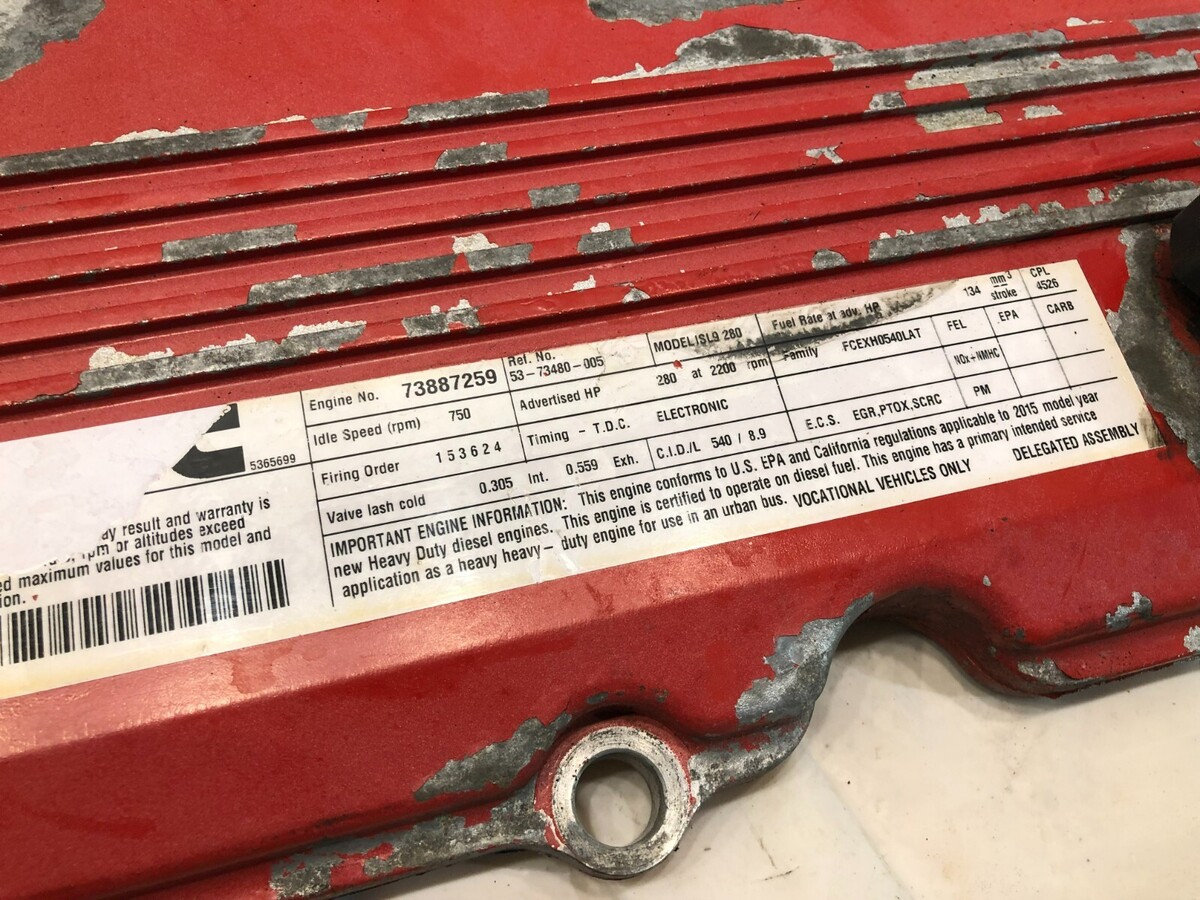 5365699
ay result and warranty is
rpm or altitudes exceed
ed maximum values for this model and
ion.
Engine No. 73887259
Ref. No.
53-73480-005
MODEL ISL9 280
Fuel Rate at adv. HP 134 mm3 stroke
CPL
4526
Idle Speed (rpm) 750
Advertised HP 280 at 2200 rpm
Family FCEXH0540LAT
FEL EPA CARB
Firing Order 153624
Timing - T.D.C. ELECTRONIC
NOx+NMHC
Valve lash cold 0.305 Int. 0.559 Exh.
C.I.D/L 540 / 8.9
E.C.S. EGR,PTOX,SCRC
PM
IMPORTANT ENGINE INFORMATION: This engine conforms to U.S. EPA and California regulations applicable to 2015 model year
new Heavy Duty diesel engines. This engine is certified to operate on diesel fuel. This engine has a primary intended service
application as a heavy heavy- duty engine for use in an urban bus. VOCATIONAL VEHICLES ONLY DELEGATED ASSEMBLY